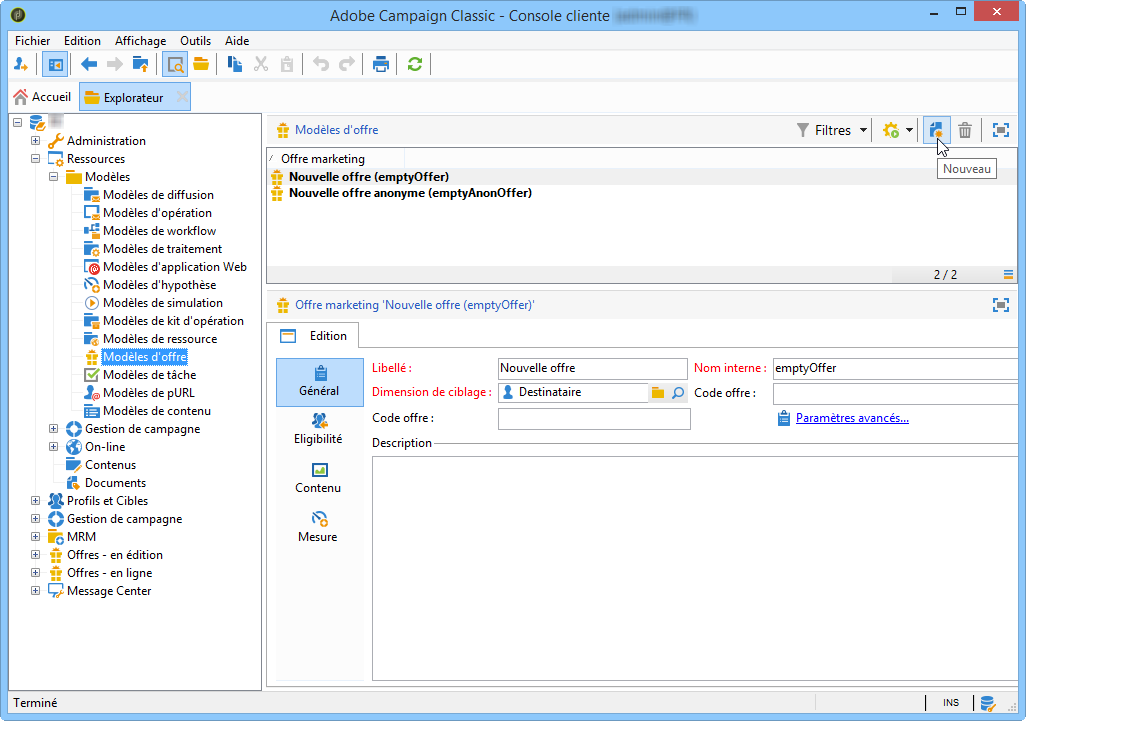 Adobe Campaign Classic - Console cliente
Fichier Edition Affichage Outils Aide
Accueil Explorateur
Administration
Ressources
Modèles
Modèles de diffusion
Modèles d'opération
Modèles de workflow
Modèles de traitement
Modèles d'application Web
Modèles d'hypothèse
Modèles de simulation
Modèles de kit d'opération
Modèles de ressource
Modèles d'offre
Modèles de tâche
Modèles de pURL
Modèles de contenu
Gestion de campagne
On-line
Contenus
Documents
Profils et Cibles
Gestion de campagne
MRM
Offres - en édition
Offres - en ligne
Message Center
Modèles d'offre
Filtres
Nouveau
Offre marketing
Nouvelle offre (emptyOffer)
Nouvelle offre anonyme (emptyAnonOffer)
2 / 2
Offre marketing 'Nouvelle offre (emptyOffer)'
Edition
Général
Eligibilité
Contenu
Mesure
Libellé : Nouvelle offre Nom interne : emptyOffer
Dimension de ciblage : Destinataire Code offre :
Code offre : Paramètres avancés...
Description
Terminé INS